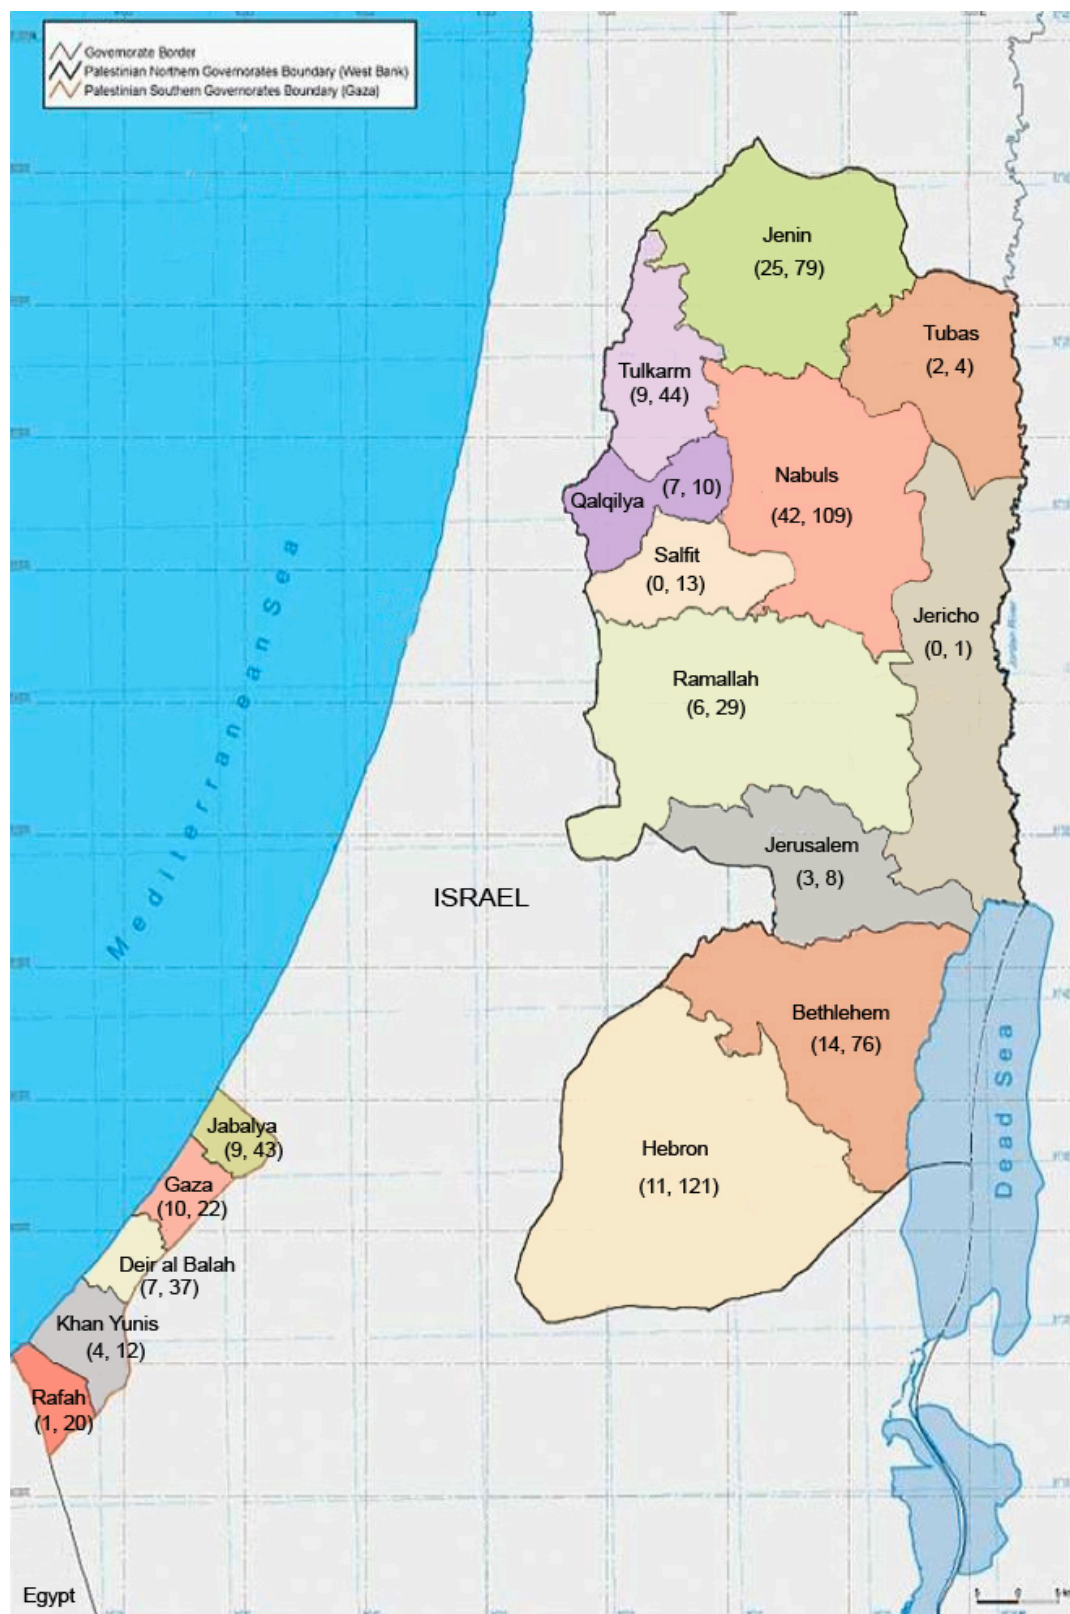 Governorate Border
Palestinian Northern Governorates Boundary (West Bank)
Palestinian Southern Governorates Boundary (Gaza)
Jenin
(25, 79)
Tubas
(2, 4)
Tulkarm
(9, 44)
Nabuls
(42, 109)
Qalqilya
(7, 10)
Salfit
(0, 13)
Jericho
(0, 1)
Jordan River
Ramallah
(6, 29)
Mediterranean Sea
Jerusalem
(3, 8)
ISRAEL
Bethlehem
(14, 76)
Dead Sea
Hebron
(11, 121)
Jabalya
(9, 43)
Gaza
(10, 22)
Deir al Balah
(7, 37)
Khan Yunis
(4, 12)
Rafah
(1, 20)
Egypt